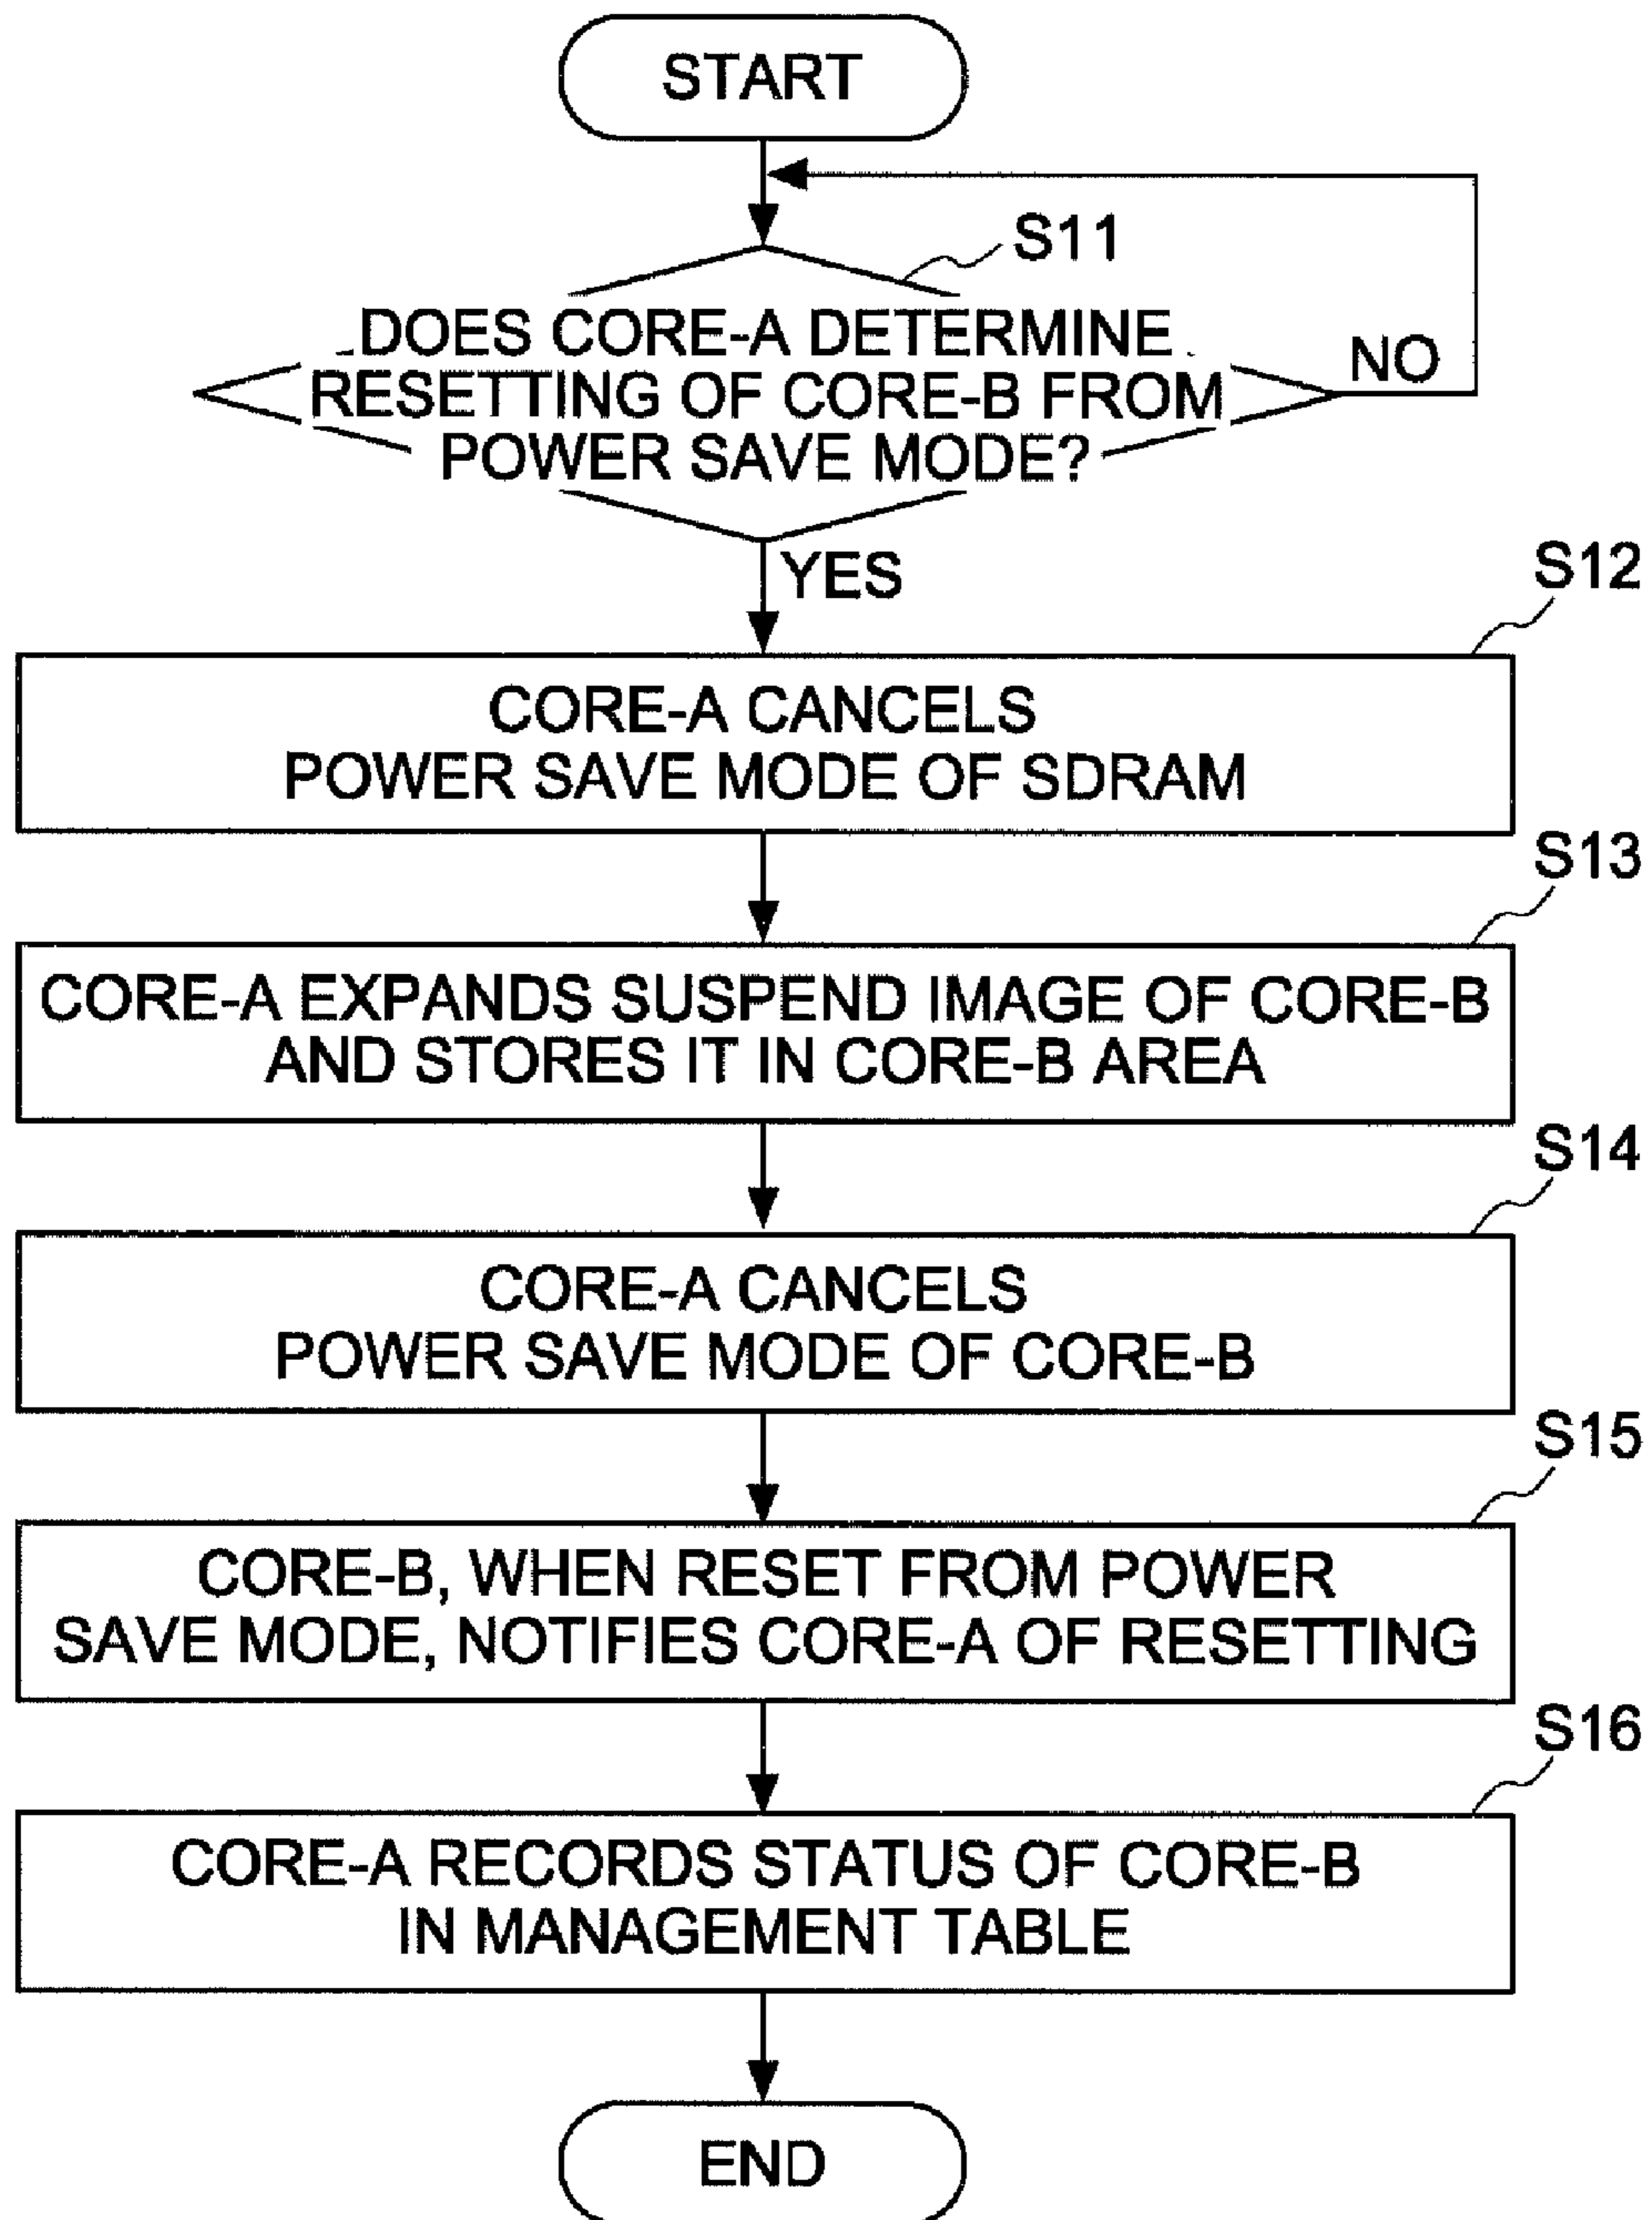 START
S11
DOES CORE-A DETERMINE
RESETTING OF CORE-B FROM
POWER SAVE MODE?
NO
YES
S12
CORE-A CANCELS
POWER SAVE MODE OF SDRAM
S13
CORE-A EXPANDS SUSPEND IMAGE OF CORE-B
AND STORES IT IN CORE-B AREA
S14
CORE-A CANCELS
POWER SAVE MODE OF CORE-B
S15
CORE-B, WHEN RESET FROM POWER
SAVE MODE, NOTIFIES CORE-A OF RESETTING
S16
CORE-A RECORDS STATUS OF CORE-B
IN MANAGEMENT TABLE
END